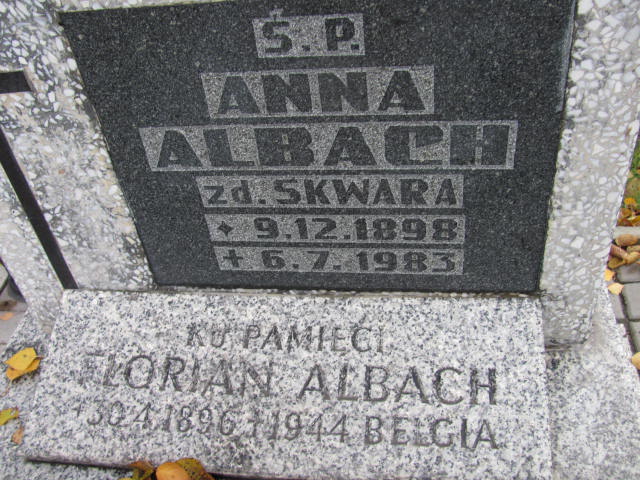 Ś.P.
ANNA
ALBACH
zd. SKWARA
* 9.12.1898
+ 6.7.1983
KU PAMIĘCI
FLORIAN ALBACH
*30.4.1896 +1944 BELGIA